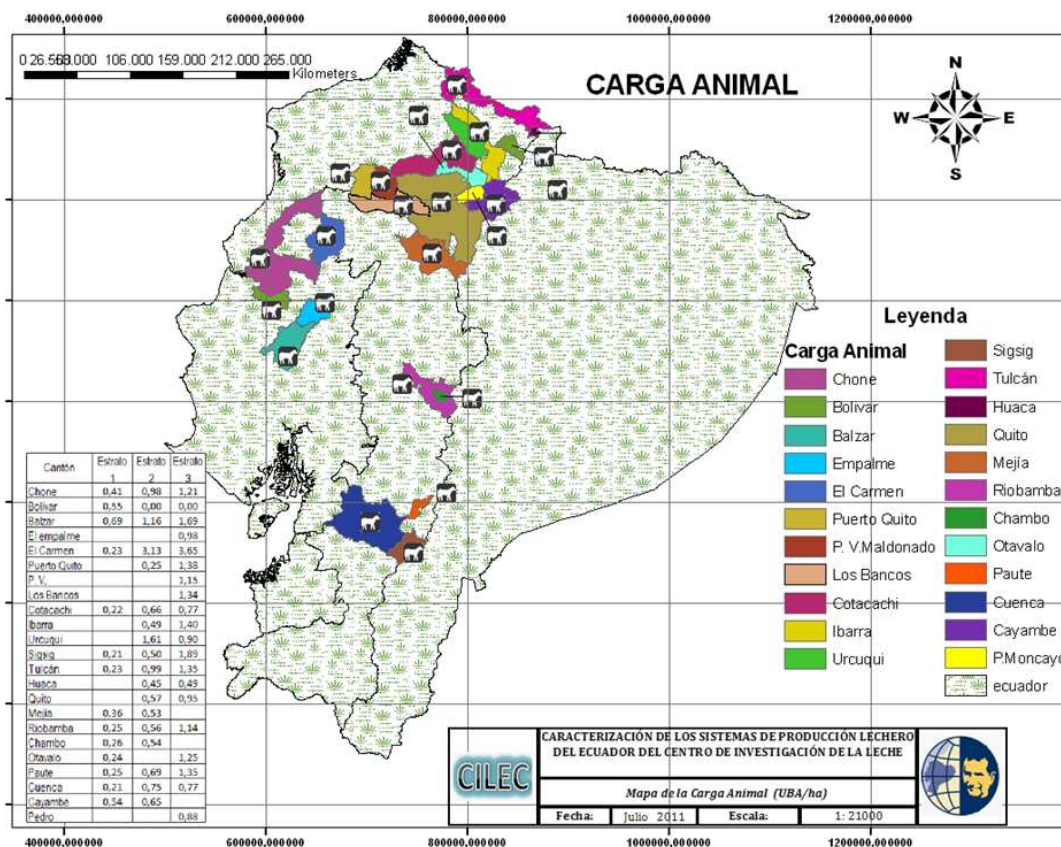 400000,000000 600000,000000 800000,000000 1000000,000000 1200000,000000
106.000 159.000 212.000 265.000
Kilometers
CARGA ANIMAL
N
W E
S
Leyenda
Carga Animal
Chone
Bolivar
Balzar
Empalme
El Carmen
Puerto Quito
P. V.Maldonado
Los Bancos
Cotacachi
Ibarra
Urcuqui
Sigsig
Tulcán
Huaca
Quito
Mejía
Riobamba
Chambo
Otavalo
Paute
Cuenca
Cayambe
P.Moncayo
ecuador
Cantón Estrato 1 Estrato 2 Estrato 3
Chone 0,41 0,98 1,21
Bolivar 0,55 0,00 0,00
Balzar 0,69 1,16 1,69
El empalme 0,98
El Carmen 0,23 3,13 3,65
Puerto Quito 0,25 1,38
P. V. 1,15
Los Bancos 1,34
Cotacachi 0,22 0,66 0,77
Ibarra 0,49 1,40
Urcuqui 1,61 0,90
Sigsig 0,21 0,50 1,89
Tulcán 0,23 0,99 1,35
Huaca 0,45 0,49
Quito 0,57 0,95
Mejía 0,36 0,53
Riobamba 0,25 0,56 1,14
Chambo 0,26 0,54
Otavalo 0,24 1,25
Paute 0,25 0,69 1,35
Cuenca 0,21 0,75 0,77
Cayambe 0,54 0,65
Pedro 0,88
CILEC
CARACTERIZACIÓN DE LOS SISTEMAS DE PRODUCCIÓN LECHERO
DEL ECUADOR DEL CENTRO DE INVESTIGACIÓN DE LA LECHE
Mapa de la Carga Animal (UBA/ha)
Fecha: Julio 2011 Escala: 1: 21000
400000,000000 600000,000000 800000,000000 1000000,000000 1200000,000000